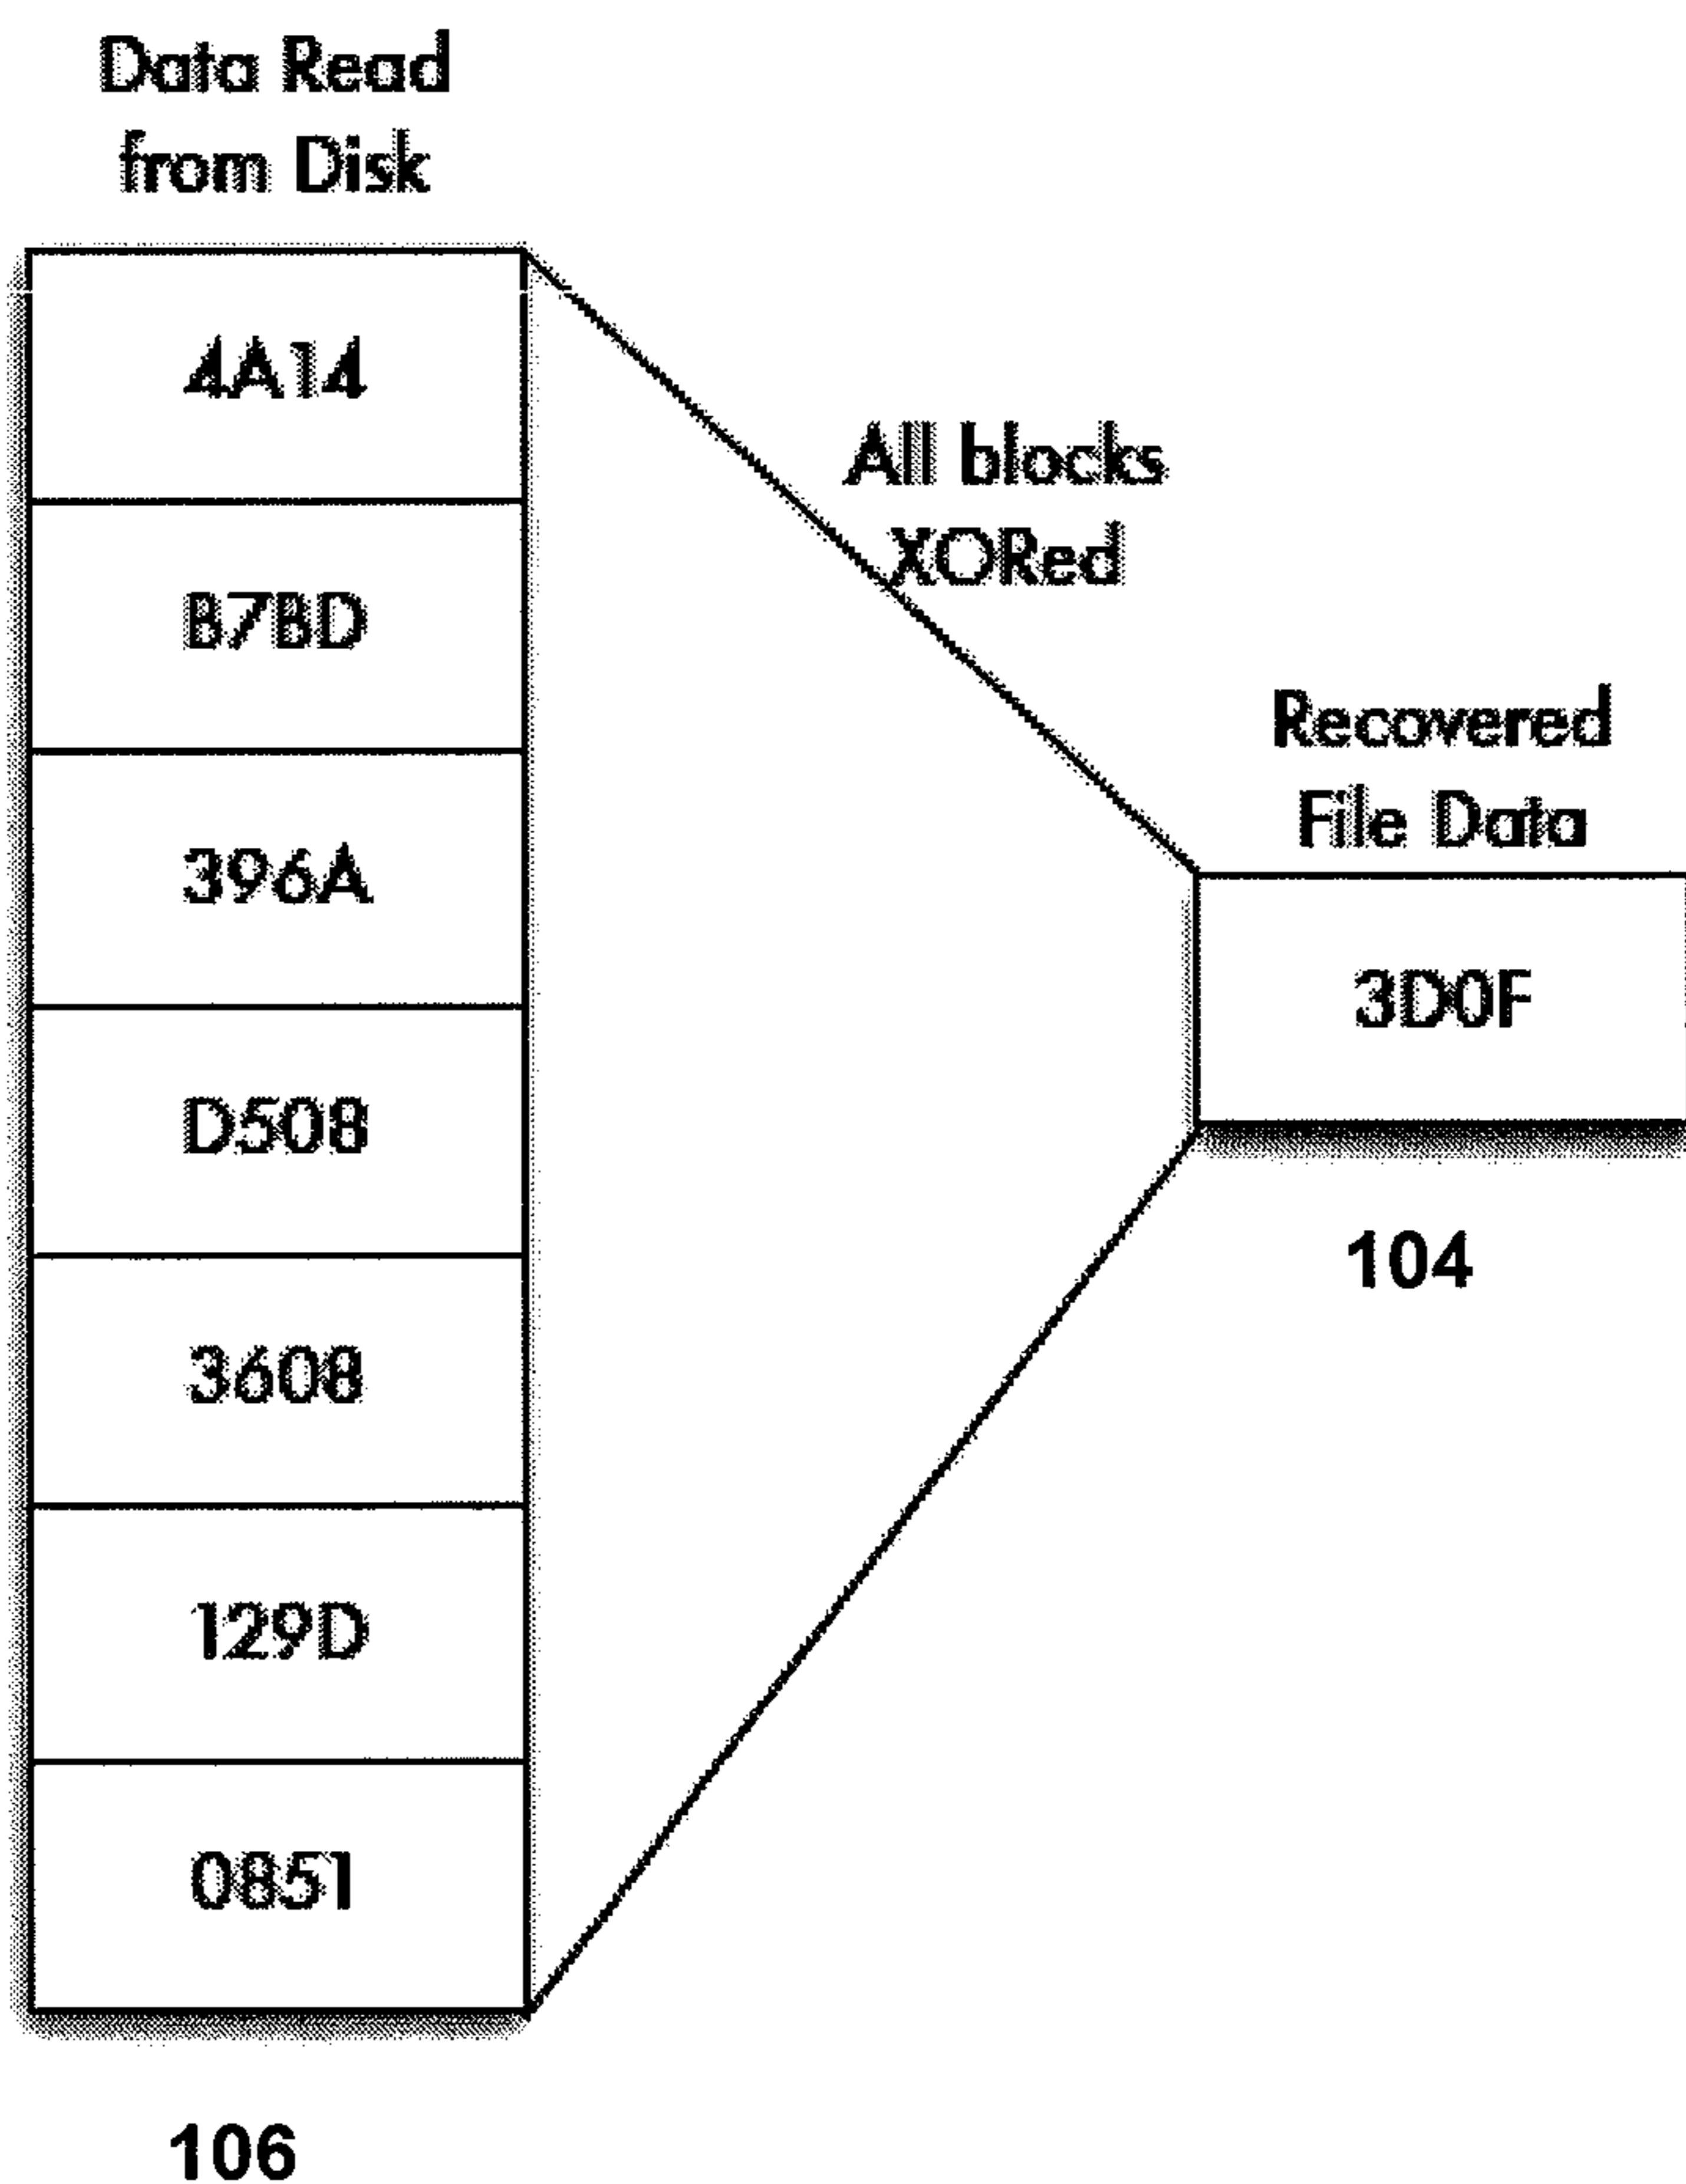 Data Read
from Disk
4A14
All blocks
XORed
B7BD
Recovered
File Data
396A
3D0F
D508
104
3608
129D
0851
106